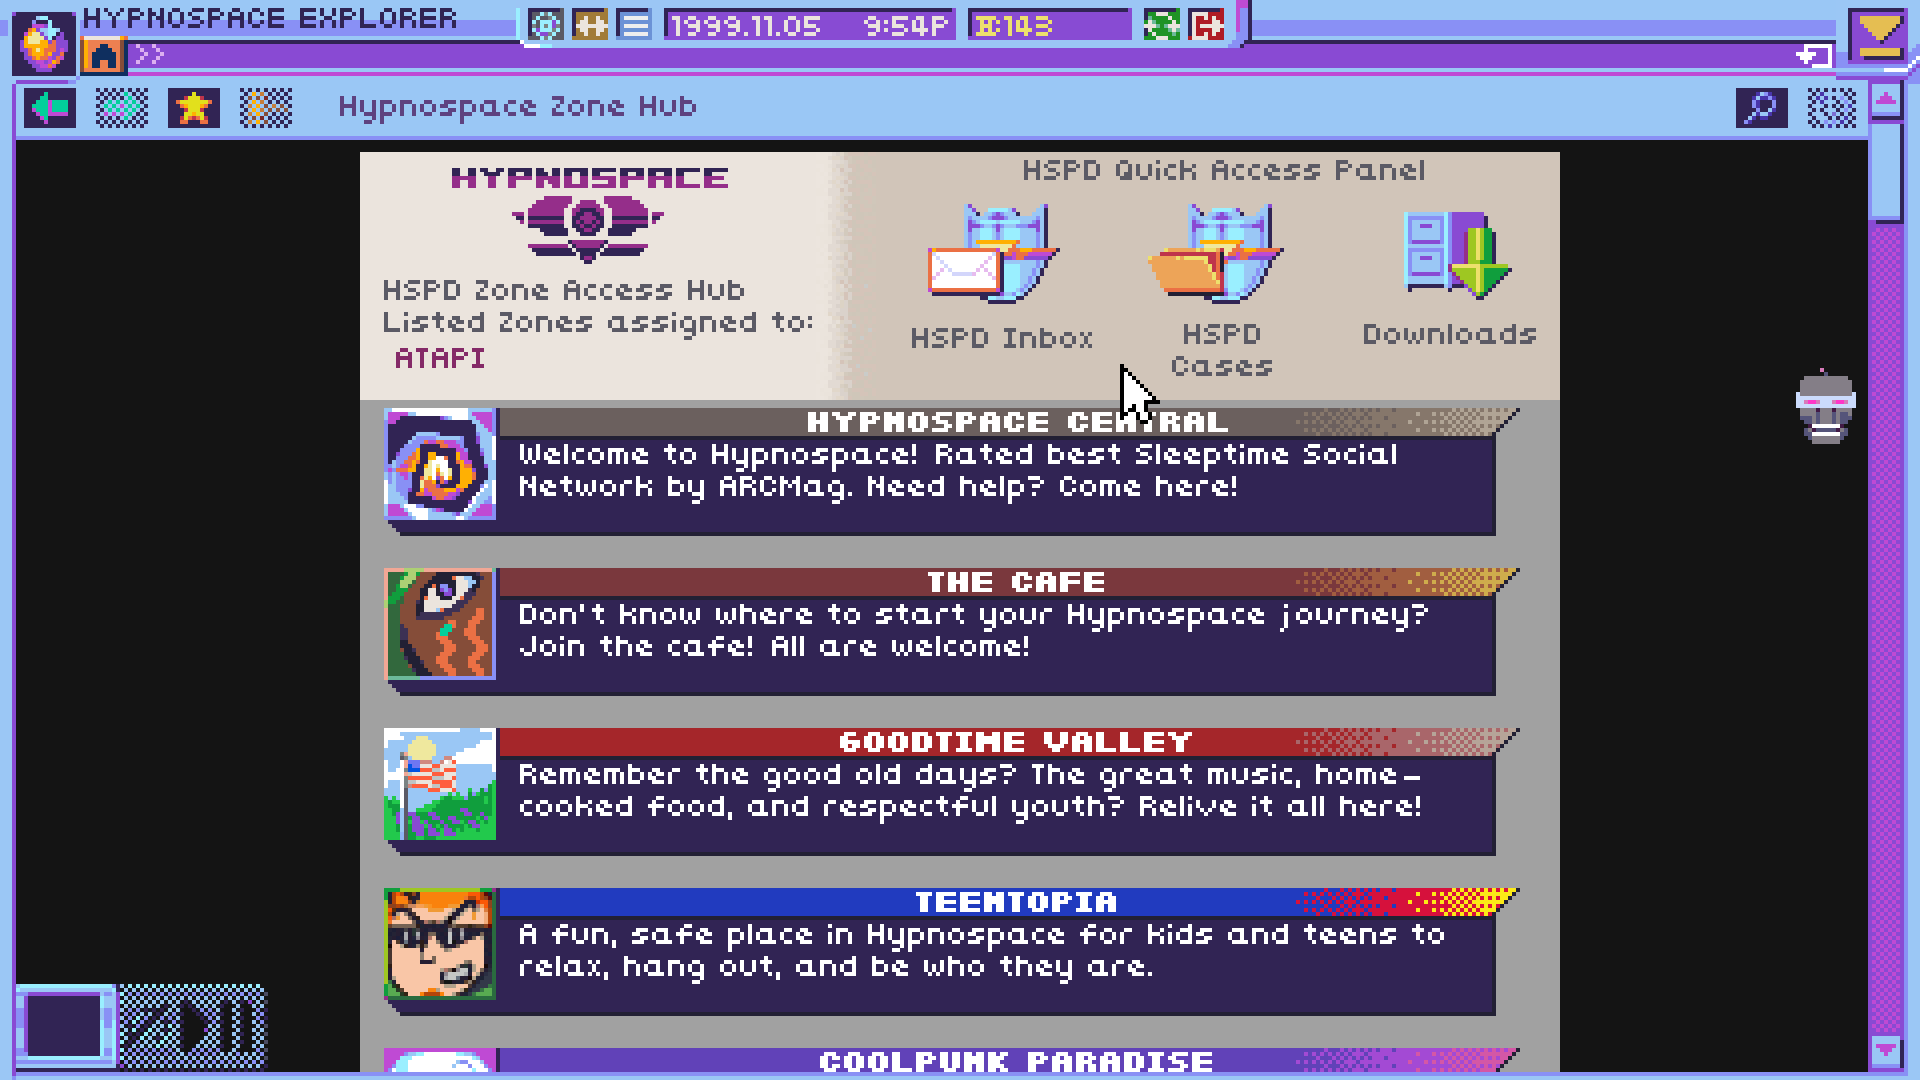 HYPNOSPACE EXPLORER
1999.11.05 9:54P
143
>>
Hypnospace Zone Hub
HYPNOSPACE
HSPD Zone Access Hub
Listed Zones assigned to:
ATAPI
HSPD Quick Access Panel
HSPD Inbox
HSPD
Cases
Downloads
HYPNOSPACE CENTRAL
Welcome to Hypnospace! Rated best Sleeptime Social
Network by ARCMag. Need help? Come here!
THE CAFE
Don't know where to start your Hypnospace journey?
Join the cafe! All are welcome!
GOODTIME VALLEY
Remember the good old days? The great music, home-
cooked food, and respectful youth? Relive it all here!
TEENTOPIA
A fun, safe place in Hypnospace for kids and teens to
relax, hang out, and be who they are.
COOLPUNK PARADISE